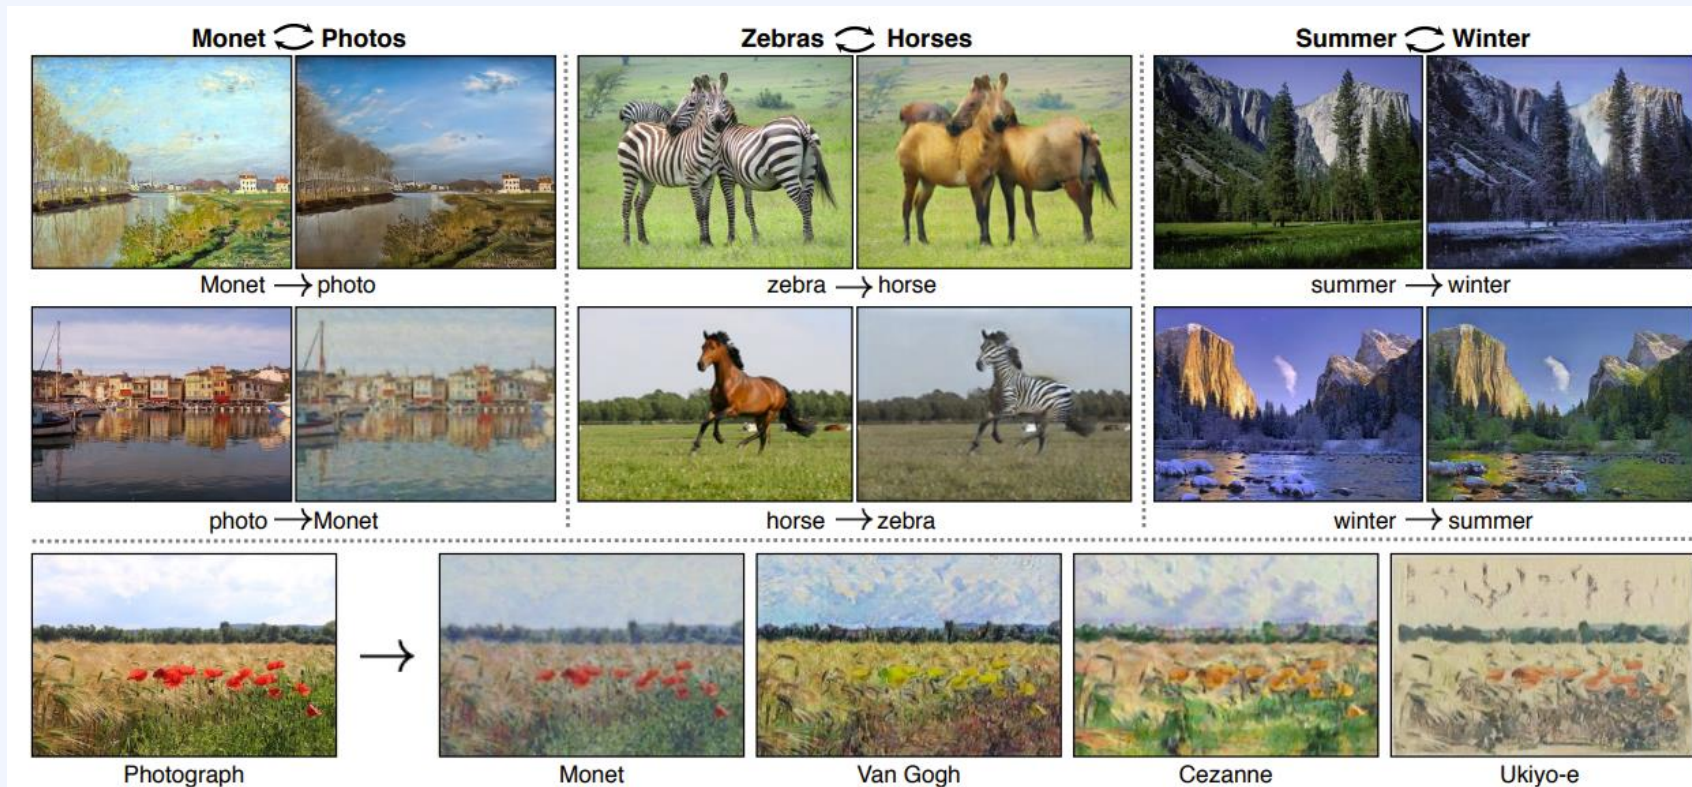 Monet ⇄ Photos
Zebras ⇄ Horses
Summer ⇄ Winter
Monet → photo
zebra → horse
summer → winter
photo → Monet
horse → zebra
winter → summer
→
Photograph
Monet
Van Gogh
Cezanne
Ukiyo-e